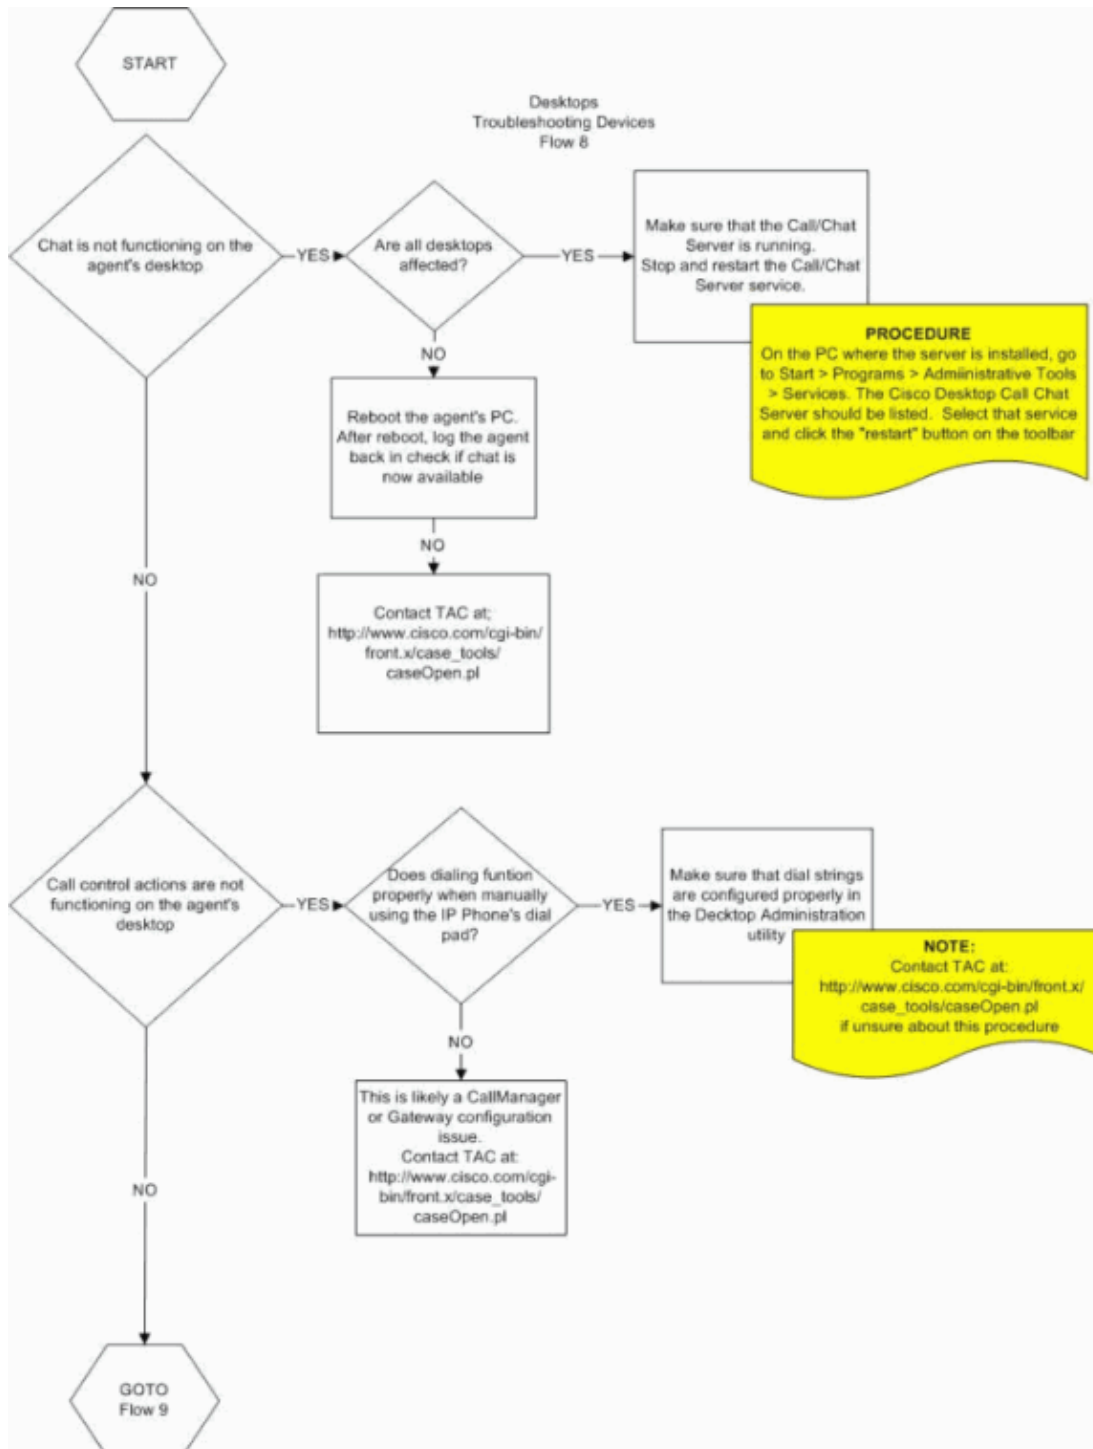 START
Desktops
Troubleshooting Devices
Flow 8
Chat is not functioning on the
agent's desktop
YES
Are all desktops
affected?
YES
Make sure that the Call/Chat
Server is running.
Stop and restart the Call/Chat
Server service.
PROCEDURE
On the PC where the server is installed, go
to Start > Programs > Admiinistrative Tools
> Services. The Cisco Desktop Call Chat
Server should be listed. Select that service
and click the "restart" button on the toolbar
NO
Reboot the agent's PC.
After reboot, log the agent
back in check if chat is
now available
NO
Contact TAC at;
http://www.cisco.com/cgi-bin/
front.x/case_tools/
caseOpen.pl
NO
Call control actions are not
functioning on the agent's
desktop
YES
Does dialing funtion
properly when manually
using the IP Phone's dial
pad?
YES
Make sure that dial strings
are configured properly in
the Decktop Administration
utility
NOTE:
Contact TAC at:
http://www.cisco.com/cgi-bin/front.x/
case_tools/caseOpen.pl
if unsure about this procedure
NO
This is likely a CallManager
or Gateway configuration
issue.
Contact TAC at:
http://www.cisco.com/cgi-
bin/front.x/case_tools/
caseOpen.pl
NO
GOTO
Flow 9